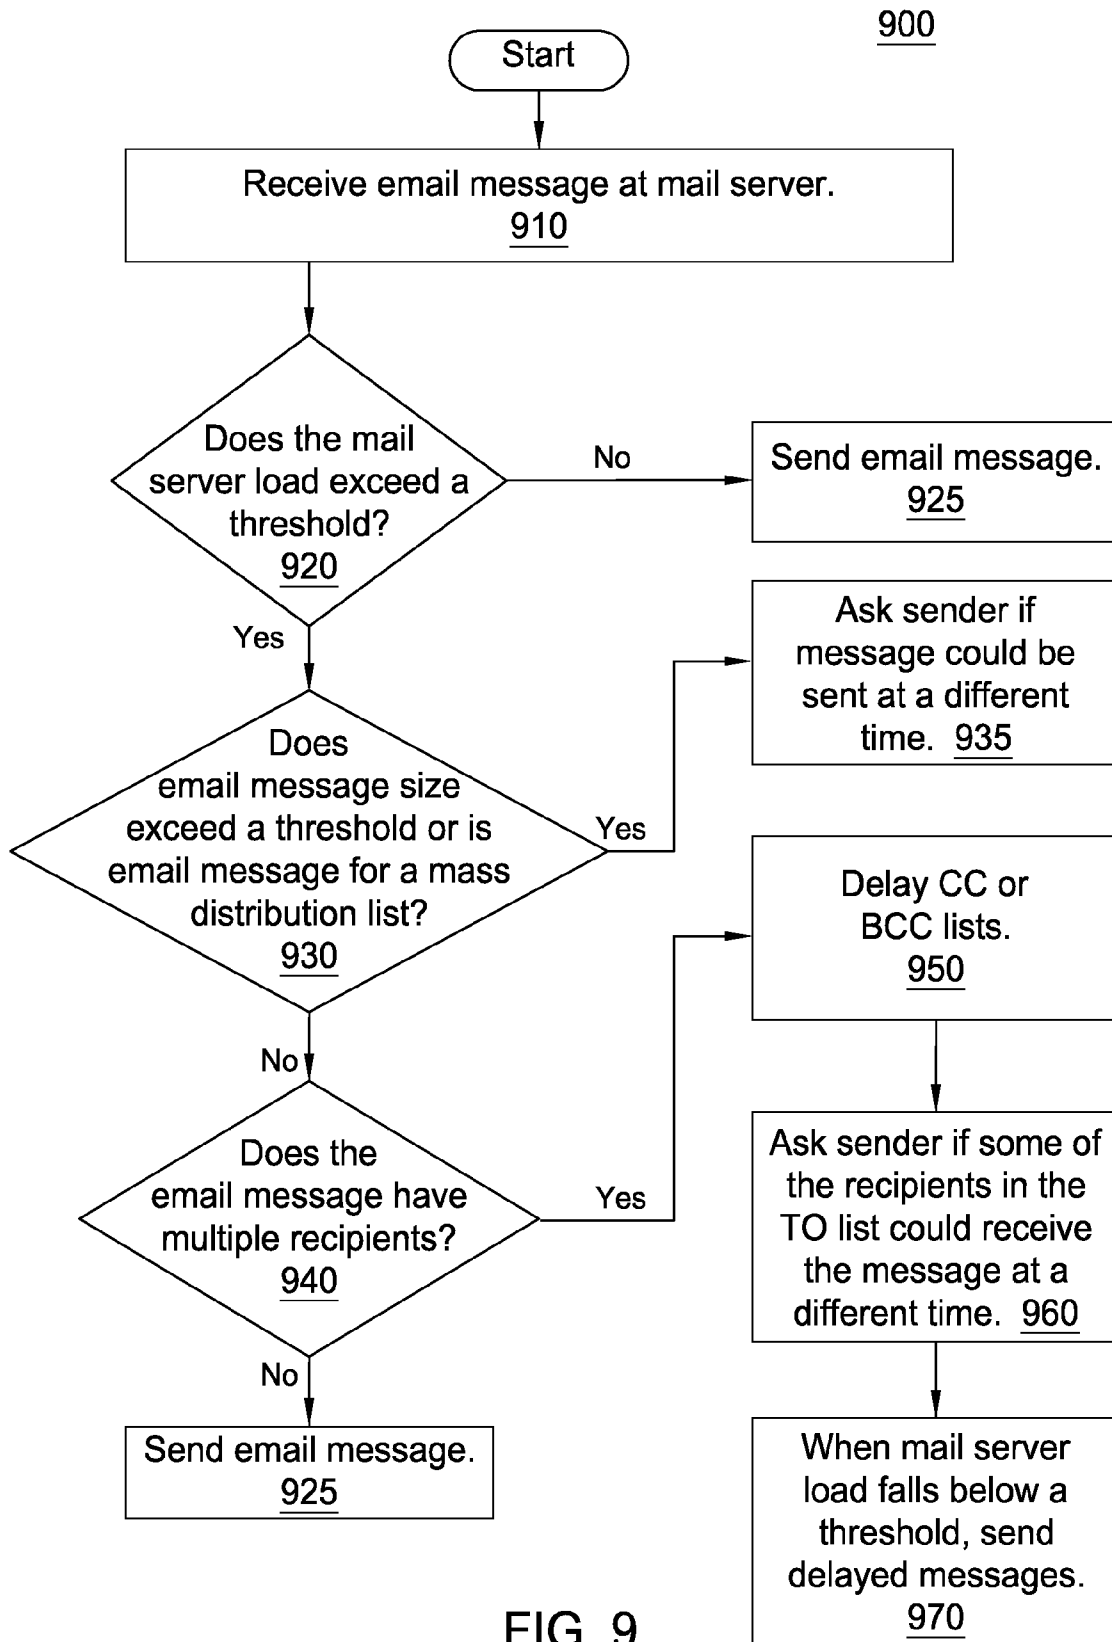 900
Start
Receive email message at mail server.
910
Does the mail
server load exceed a
threshold?
920
No
Send email message.
925
Yes
Ask sender if
message could be
sent at a different
time. 935
Does
email message size
exceed a threshold or is
email message for a mass
distribution list?
930
Yes
Delay CC or
BCC lists.
950
No
Does the
email message have
multiple recipients?
940
Yes
Ask sender if some of
the recipients in the
TO list could receive
the message at a
different time. 960
No
Send email message.
925
When mail server
load falls below a
threshold, send
delayed messages.
970
FIG. 9